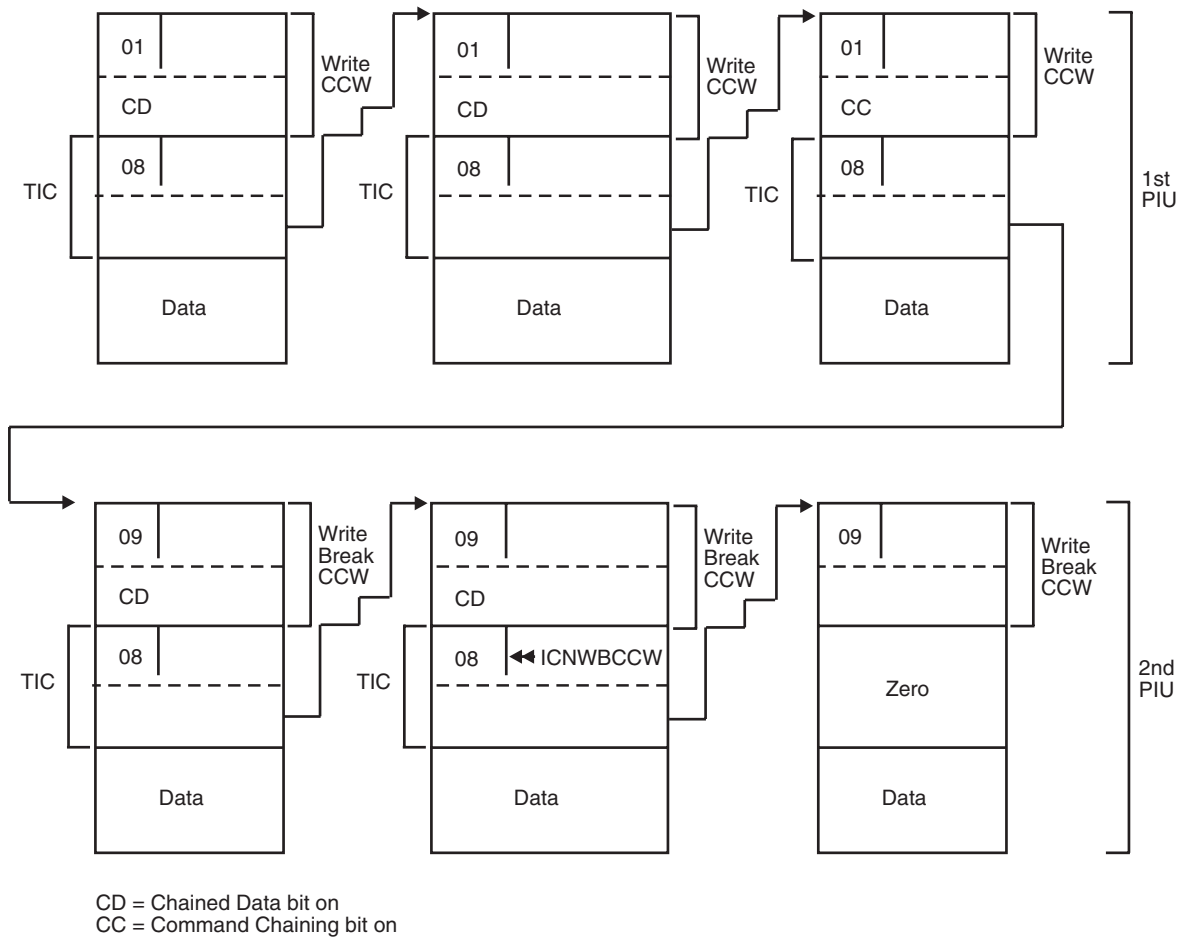 01
Write
CCW
CD
TIC
08
Data
01
Write
CCW
CD
TIC
08
Data
01
Write
CCW
CC
TIC
08
Data
1st
PIU
09
Write
Break
CCW
CD
TIC
08
Data
09
Write
Break
CCW
CD
TIC
08
ICNWBCCW
Data
09
Write
Break
CCW
Zero
Data
2nd
PIU
CD = Chained Data bit on
CC = Command Chaining bit on